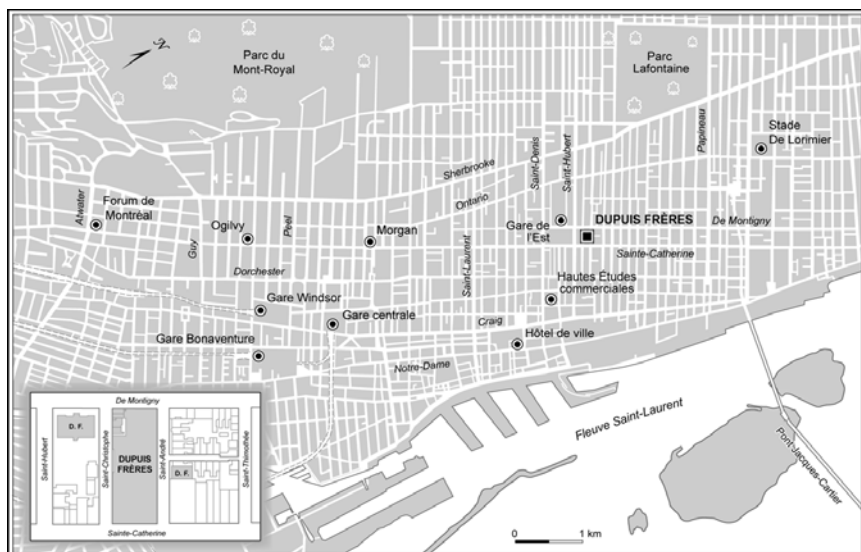 N
Parc du
Mont-Royal
Parc
Lafontaine
Stade
De Lorimier
Papineau
Saint-Denis
Saint-Hubert
Sherbrooke
Ontario
Atwater
Forum de
Montréal
Guy
Ogilvy
Peel
Morgan
Saint-Laurent
Gare de
l'Est
DUPUIS FRÈRES
De Montigny
Sainte-Catherine
Dorchester
Gare Windsor
Gare centrale
Hautes Études
commerciales
Craig
Hôtel de ville
Gare Bonaventure
Notre-Dame
Fleuve Saint-Laurent
Pont Jacques-Cartier
De Montigny
Saint-Hubert
D. F.
Saint-Christophe
DUPUIS
FRÈRES
Saint-André
D. F.
Saint-Thimothée
Sainte-Catherine
0 1 km